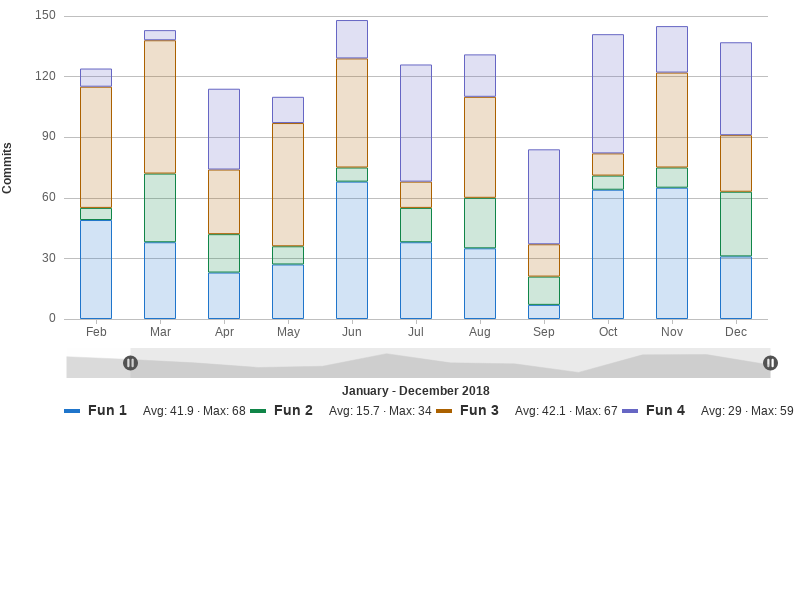 150
120
90
60
30
0
Commits
Feb Mar Apr May Jun Jul Aug Sep Oct Nov Dec
January - December 2018
Fun 1 Avg: 41.9 · Max: 68 Fun 2 Avg: 15.7 · Max: 34 Fun 3 Avg: 42.1 · Max: 67 Fun 4 Avg: 29 · Max: 59